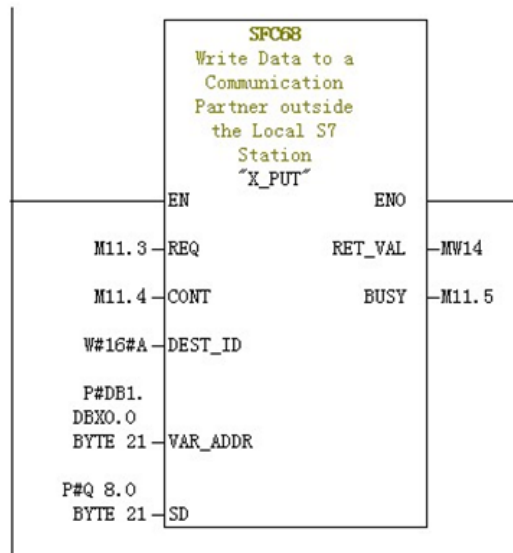 SFC68
Write Data to a
Communication
Partner outside
the Local S7
Station
"X_PUT"
EN ENO
M11.3 REQ RET_VAL MW14
M11.4 CONT BUSY M11.5
W#16#A DEST_ID
P#DB1.
DBX0.0
BYTE 21 VAR_ADDR
P#Q 8.0
BYTE 21 SD